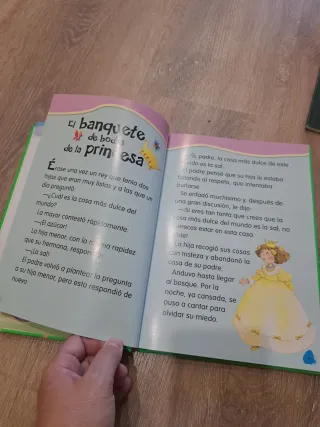 El banquete
de bodas
de la princesa
Érase una vez un rey que tenía dos
hijas que eran muy listas y a las que un
día preguntó:
—¿Cuál es la cosa más dulce del
mundo?
La mayor contestó rápidamente:
—¡El azúcar!
La hija menor, con la misma rapidez
que su hermana, respondió:
—¡La sal!
El padre volvió a plantear la pregunta
a su hija menor, pero esta respondió de
nuevo:
padre, la cosa más dulce de este
mundo es la sal.
El padre pensó que su hija le estaba
faltando al respeto, que intentaba
burlarse.
Se enfadó muchísimo y, después de
una gran discusión, le dijo:
—Si eres tan tonta que crees que la
cosa más dulce del mundo es la sal, no
mereces estar en esta casa.
La hija recogió sus cosas
con tristeza y abandonó la
casa de su padre.
Anduvo hasta llegar
al bosque. Por la
noche, ya cansada, se
puso a cantar para
olvidar su miedo.